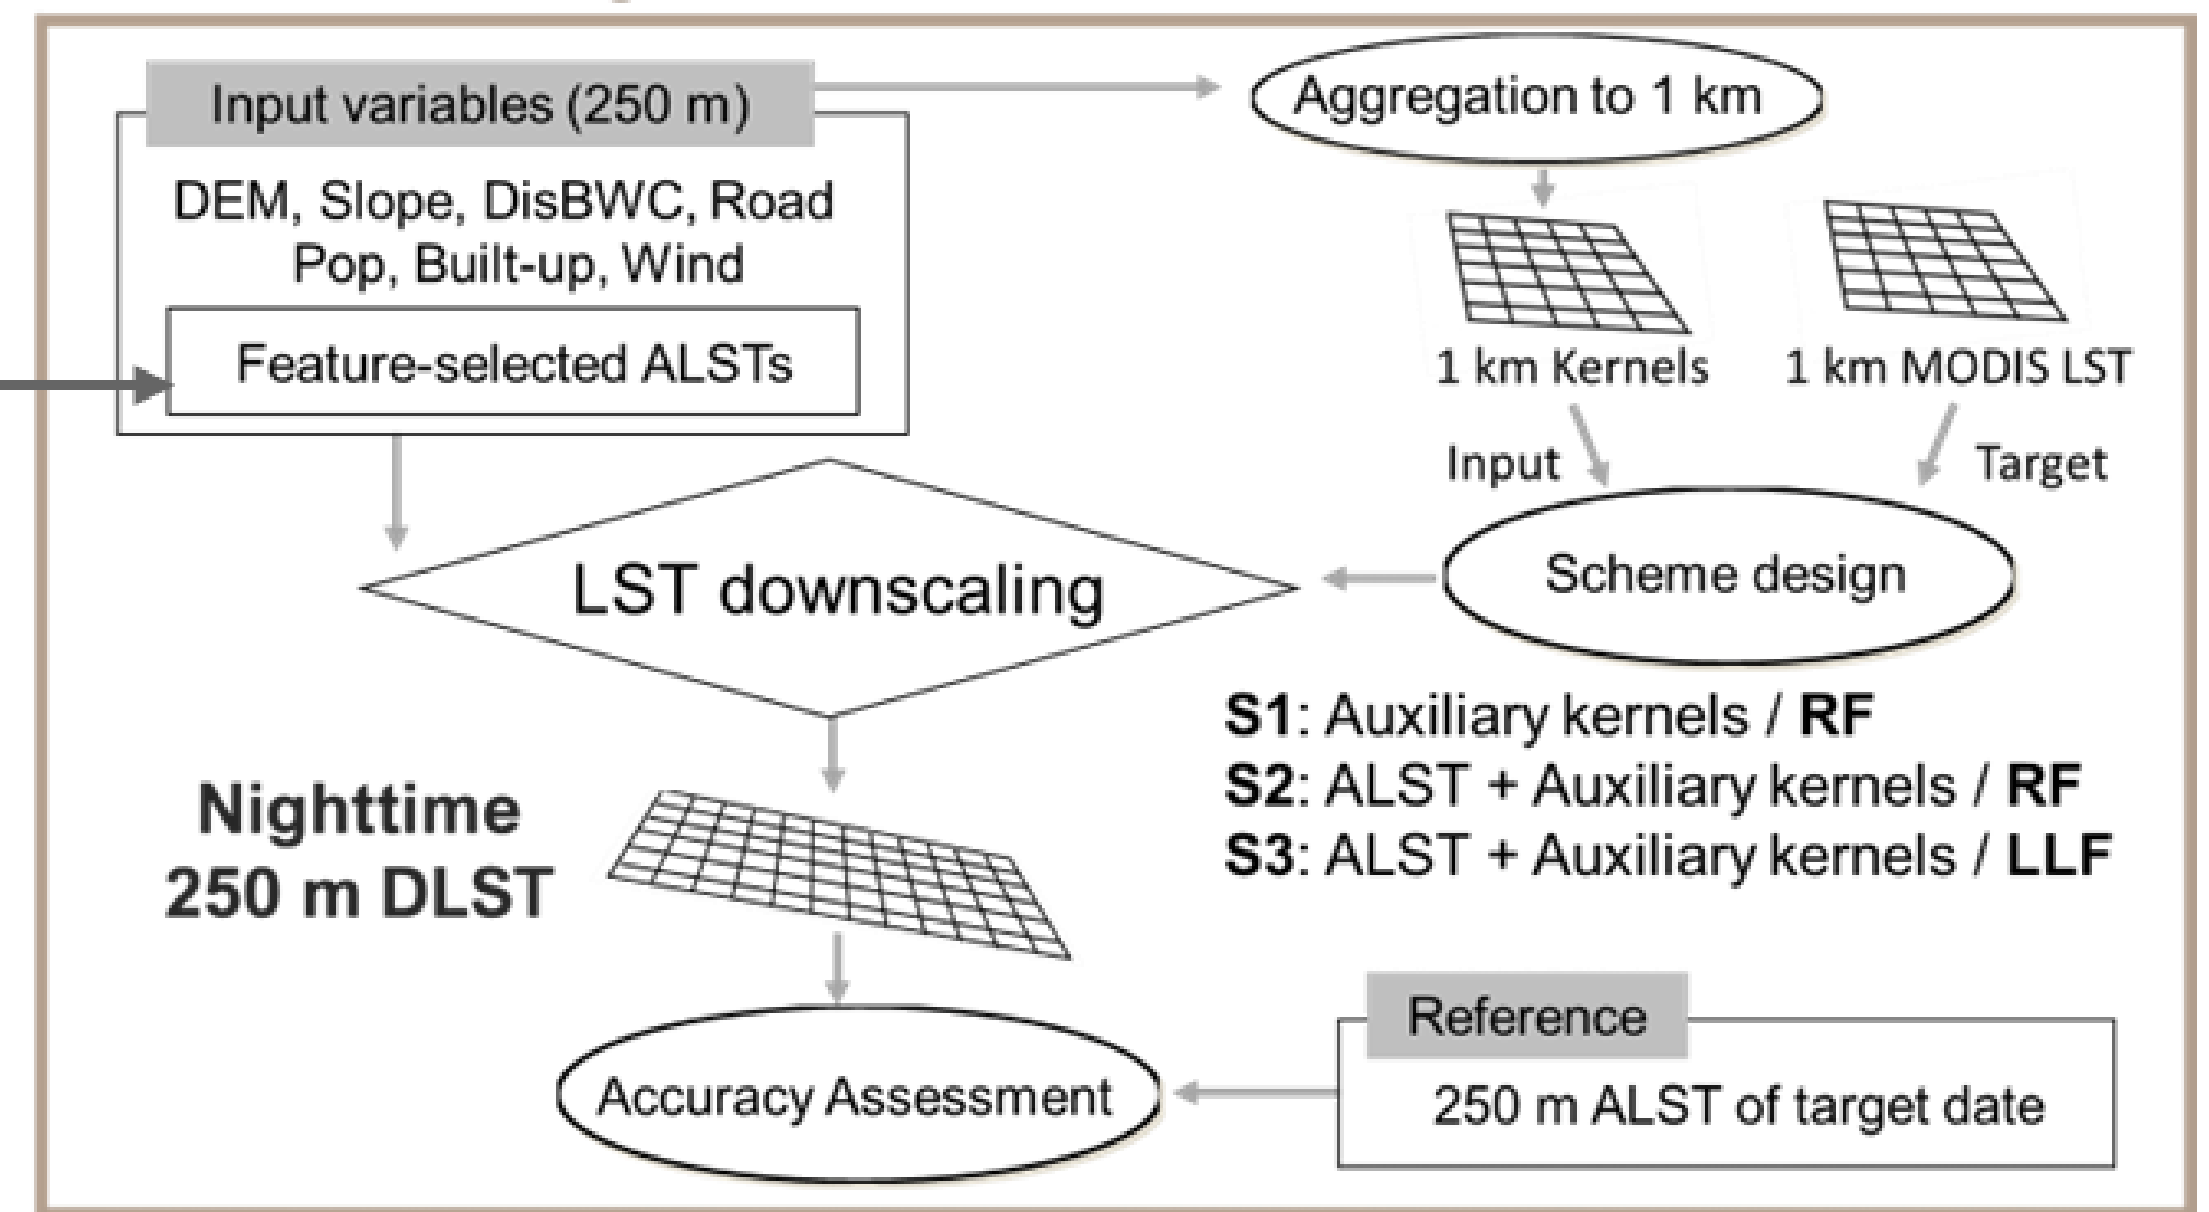 Input variables (250 m)
DEM, Slope, DisBWC, Road
Pop, Built-up, Wind
Feature-selected ALSTs
Aggregation to 1 km
1 km Kernels
1 km MODIS LST
Input
Target
Scheme design
LST downscaling
S1: Auxiliary kernels / RF
S2: ALST + Auxiliary kernels / RF
S3: ALST + Auxiliary kernels / LLF
Nighttime
250 m DLST
Accuracy Assessment
Reference
250 m ALST of target date